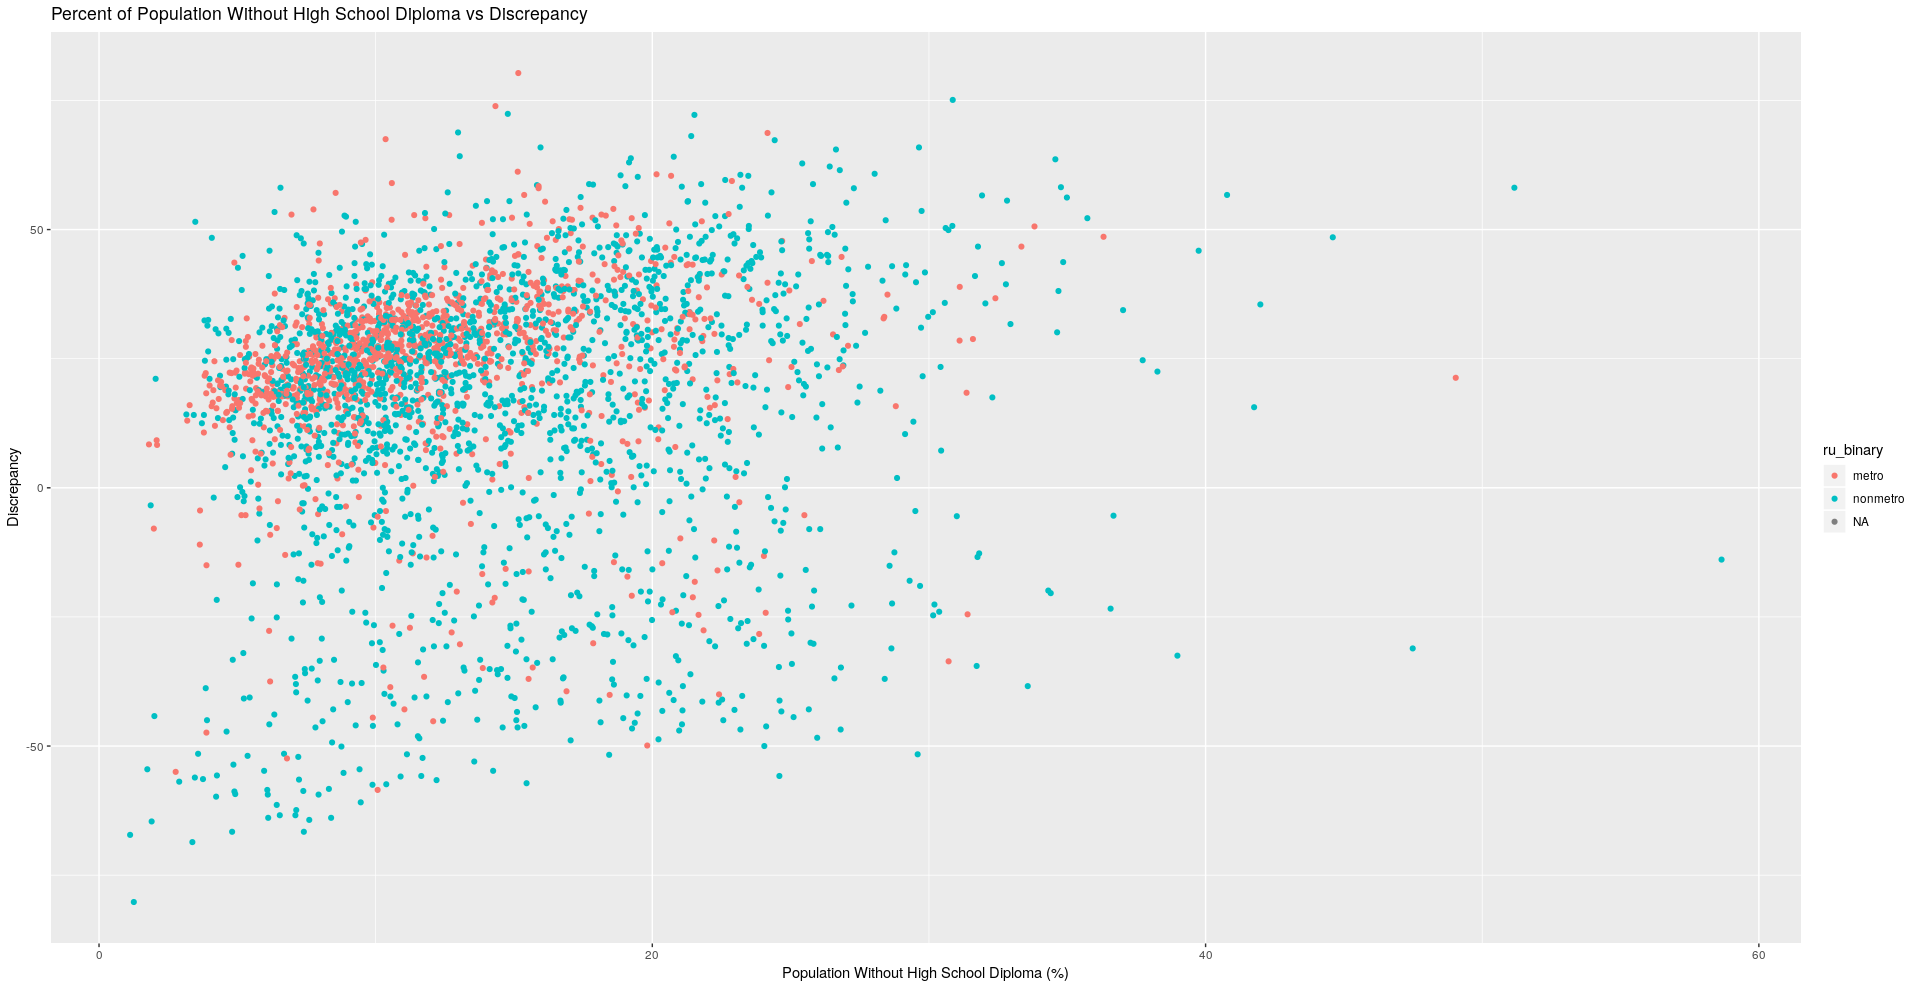 Percent of Population Without High School Diploma vs Discrepancy
Discrepancy
50
0
-50
0
20
40
60
Population Without High School Diploma (%)
ru_binary
metro
nonmetro
NA